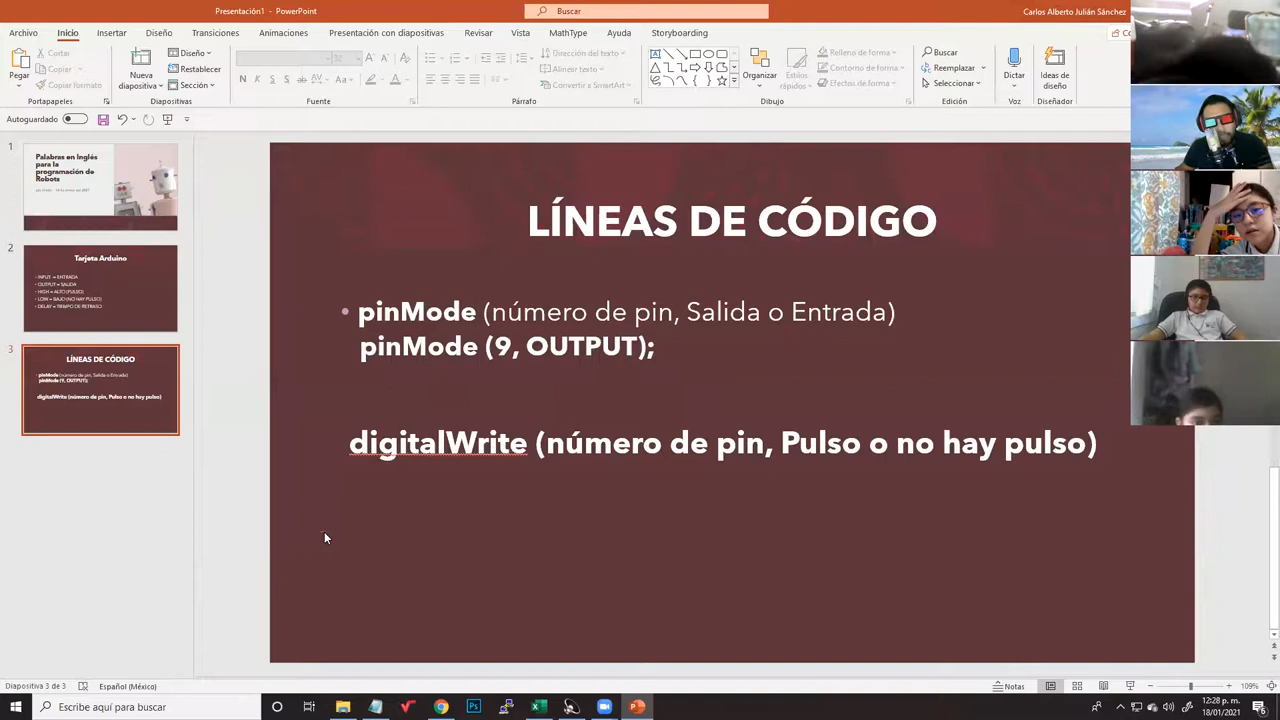 Presentación1 - PowerPoint
Buscar
Carlos Alberto Julián Sánchez
Archivo
Inicio
Insertar
Diseño
Transiciones
Animaciones
Presentación con diapositivas
Revisar
Vista
MathType
Ayuda
Storyboarding
Co
Pegar
Cortar
Copiar
Copiar formato
Portapapeles
Nueva diapositiva
Diseño
Restablecer
Sección
Diapositivas
32
N K S ab
Fuente
Dirección del texto
Alinear texto
Convertir a SmartArt
Párrafo
Organizar
Estilos rápidos
Relleno de forma
Contorno de forma
Efectos de forma
Dibujo
Buscar
Reemplazar
Seleccionar
Edición
Dictar
Voz
Ideas de diseño
Diseñador
Autoguardado
1
Palabras en Inglés
para la
programación de
Robots
2
Tarjeta Arduino
• INPUT = ENTRADA
• OUTPUT = SALIDA
• HIGH = ALTO (PULSO)
• LOW = BAJO (NO HAY PULSO)
• DELAY = TIEMPO DE RETRASO
3
LÍNEAS DE CÓDIGO
• pinMode (número de pin, Salida o Entrada)
pinMode (9, OUTPUT);
digitalWrite (número de pin, Pulso o no hay pulso)
LÍNEAS DE CÓDIGO
• pinMode (número de pin, Salida o Entrada)
pinMode (9, OUTPUT);
digitalWrite (número de pin, Pulso o no hay pulso)
Diapositiva 3 de 3
Español (México)
Notas
109%
Escribe aquí para buscar
12:28 p. m.
18/01/2021